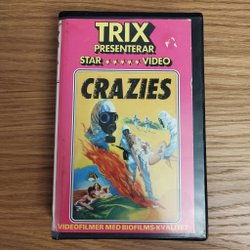 TRIX
PRESENTERAR
STAR ★★★★★ VIDEO
CRAZIES
VIDEOFILMER MED BIOFILMS-KVALITET